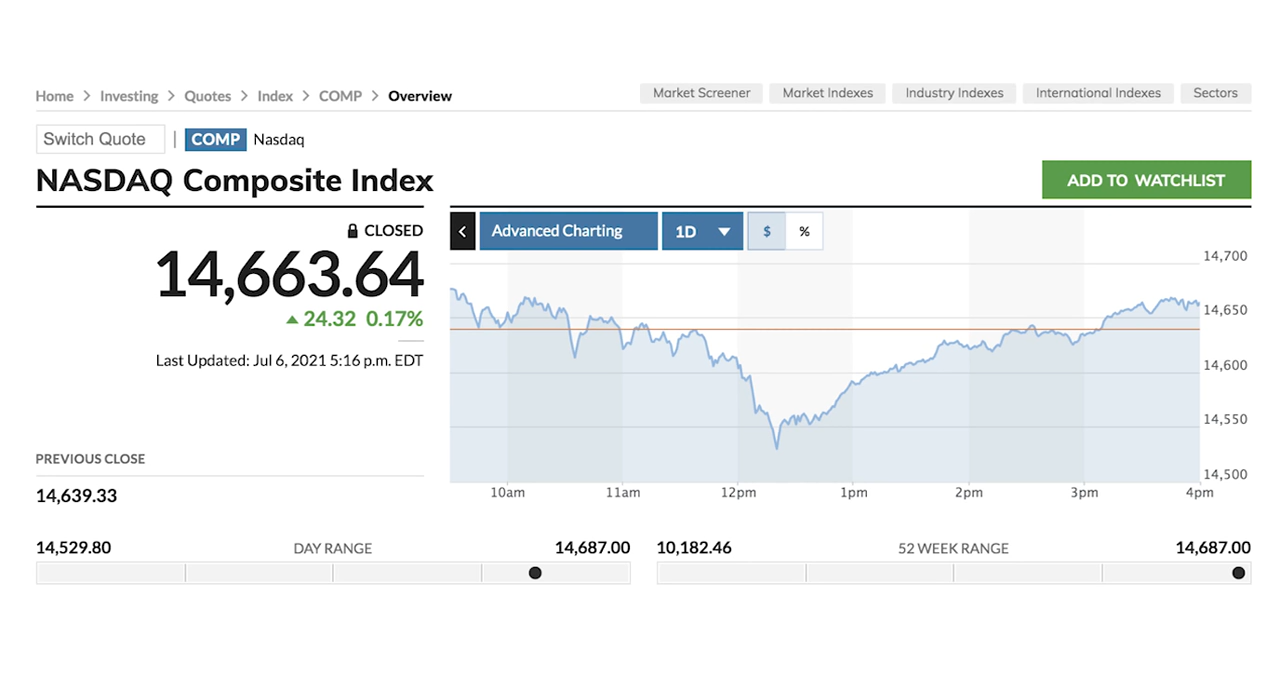 Home > Investing > Quotes > Index > COMP > Overview
Market Screener Market Indexes Industry Indexes International Indexes Sectors
Switch Quote | COMP Nasdaq
NASDAQ Composite Index
ADD TO WATCHLIST
CLOSED
14,663.64
24.32 0.17%
Last Updated: Jul 6, 2021 5:16 p.m. EDT
PREVIOUS CLOSE
14,639.33
Advanced Charting 1D $ %
14,700
14,650
14,600
14,550
14,500
10am 11am 12pm 1pm 2pm 3pm 4pm
14,529.80 DAY RANGE 14,687.00
10,182.46 52 WEEK RANGE 14,687.00